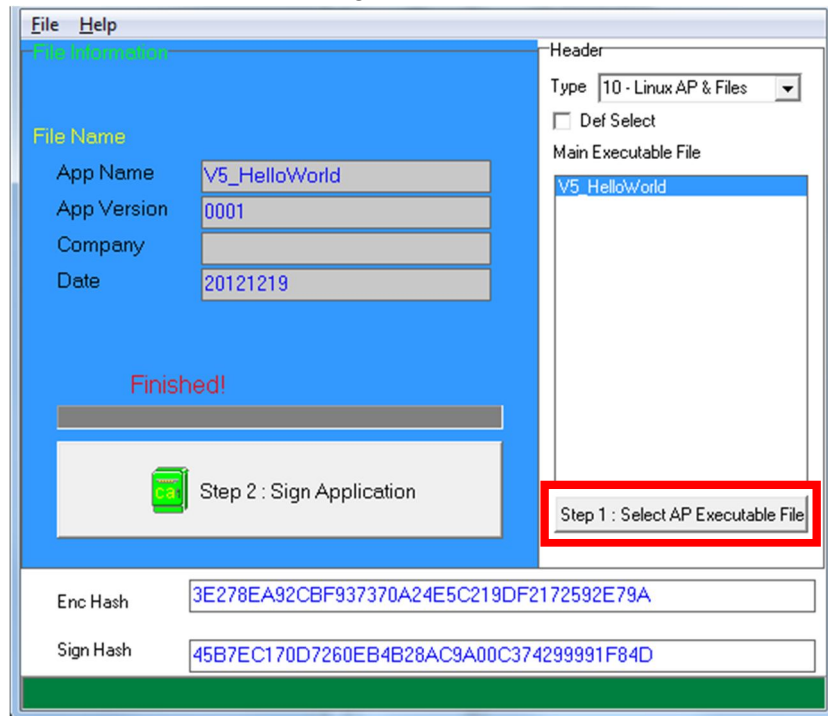 File Help
File Information
File Name
App Name V5_HelloWorld
App Version 0001
Company
Date 20121219
Finished!
Step 2 : Sign Application
Header
Type 10 - Linux AP & Files
Def Select
Main Executable File
V5_HelloWorld
Step 1 : Select AP Executable File
Enc Hash 3E278EA92CBF937370A24E5C219DF2172592E79A
Sign Hash 45B7EC170D7260EB4B28AC9A00C374299991F84D